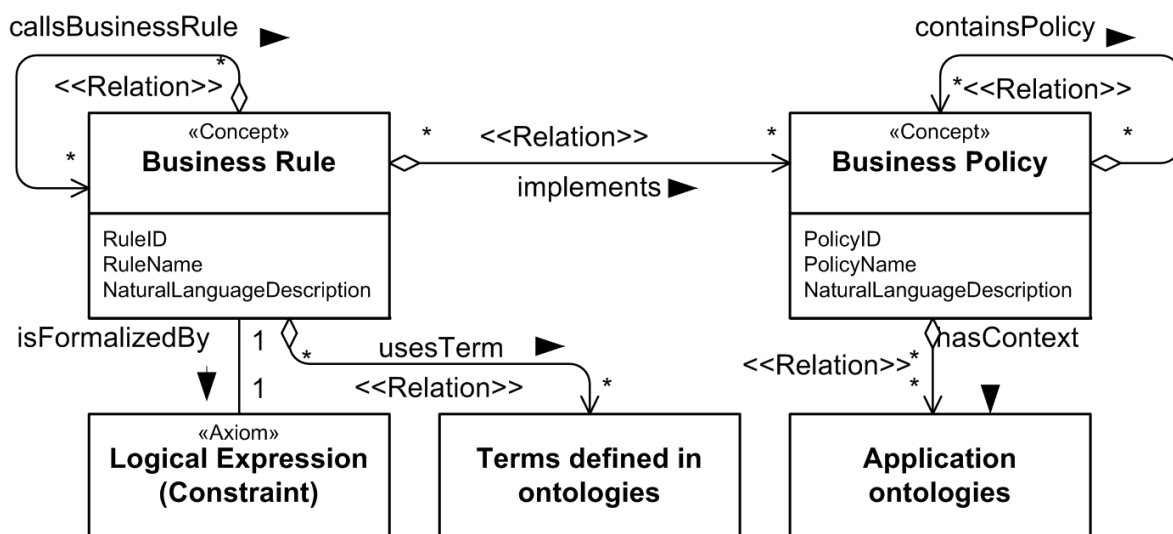 callsBusinessRule
*
<<Relation>>
*
«Concept»
Business Rule
RuleID
RuleName
NaturalLanguageDescription
*
<<Relation>>
*
implements
containsPolicy
*<<Relation>>
*
«Concept»
Business Policy
PolicyID
PolicyName
NaturalLanguageDescription
isFormalizedBy
1
1
*
usesTerm
<<Relation>>
*
hasContext
*
<<Relation>>
*
«Axiom»
Logical Expression
(Constraint)
Terms defined in
ontologies
Application
ontologies